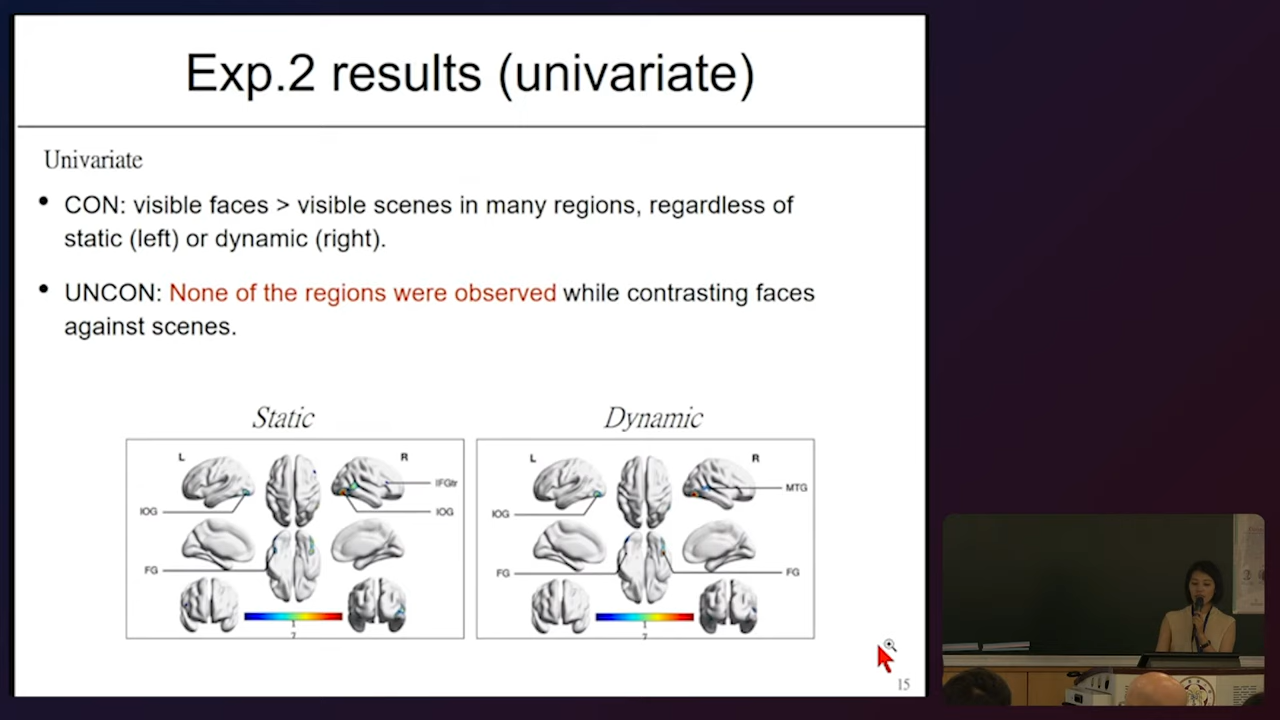 Exp.2 results (univariate)
Univariate
• CON: visible faces > visible scenes in many regions, regardless of
static (left) or dynamic (right).
• UNCON: None of the regions were observed while contrasting faces
against scenes.
Static
Dynamic
L
R
IFGtr
IOG
IOG
FG
7
L
R
MTG
IOG
FG
FG
7
15